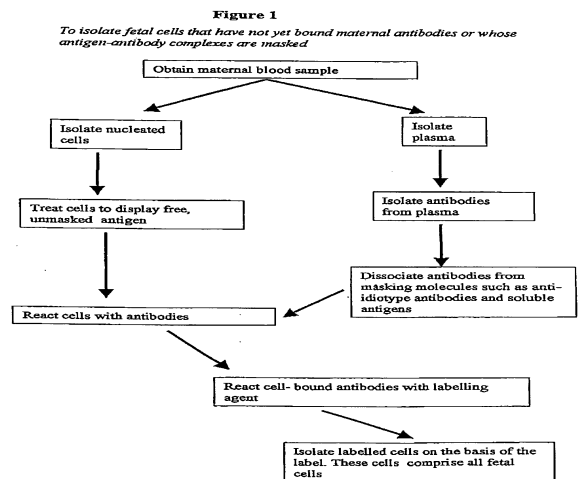 Figure 1
To isolate fetal cells that have not yet bound maternal antibodies or whose
antigen-antibody complexes are masked
Obtain maternal blood sample
Isolate nucleated
cells
Isolate
plasma
Treat cells to display free,
unmasked antigen
Isolate antibodies
from plasma
Dissociate antibodies from
masking molecules such as anti-
idiotype antibodies and soluble
antigens
React cells with antibodies
React cell- bound antibodies with labelling
agent
Isolate labelled cells on the basis of the
label. These cells comprise all fetal
cells